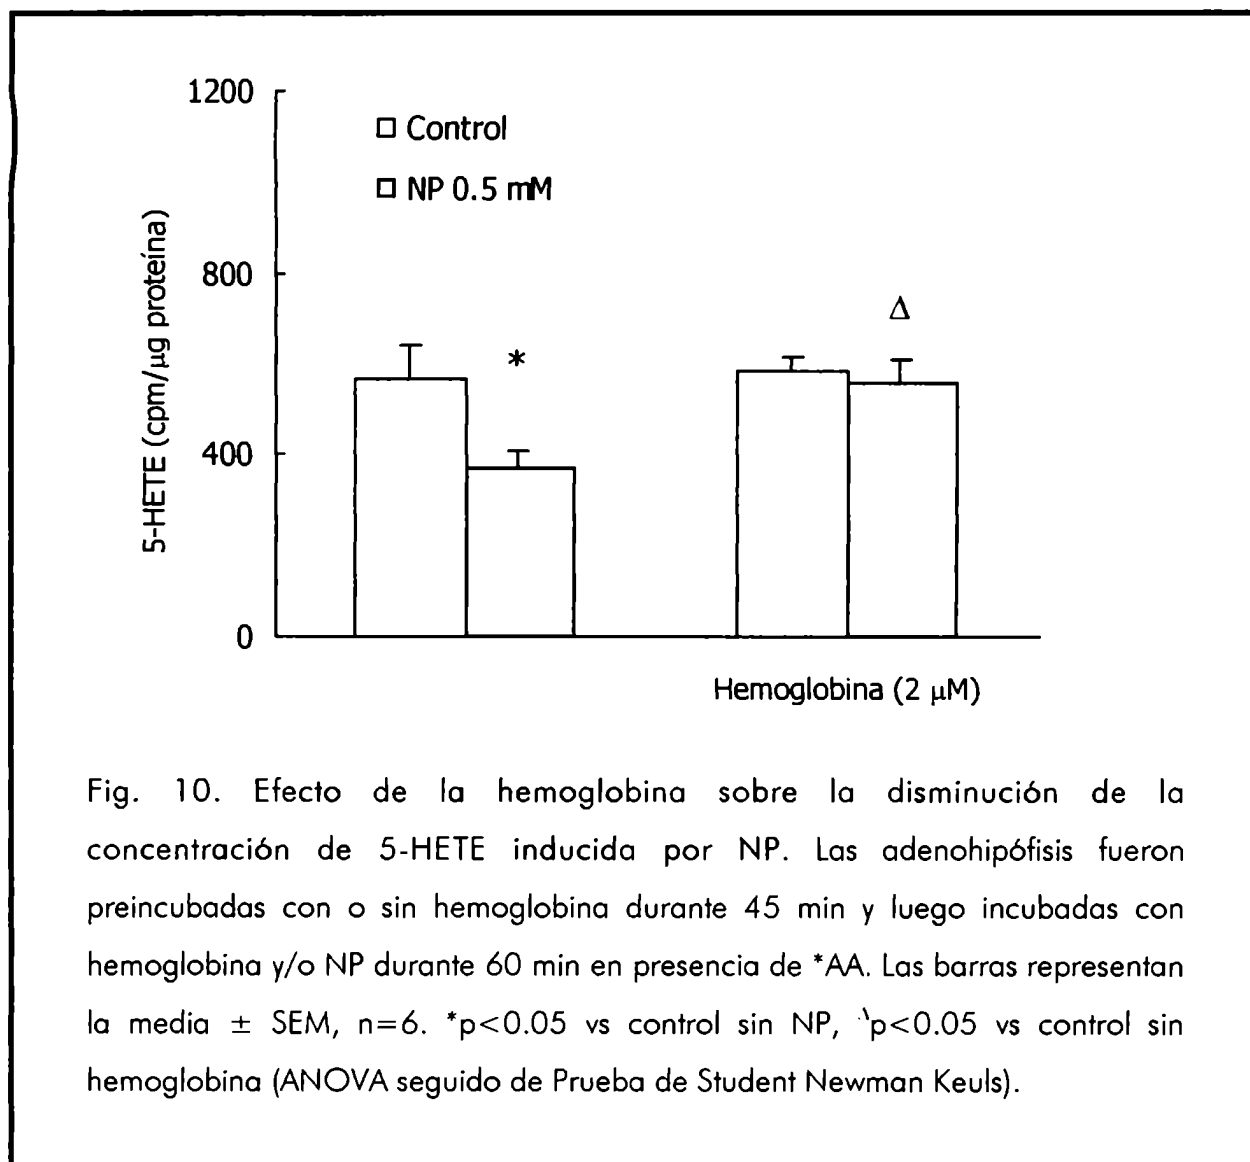 1200
800
400
0
5-HETE (cpm/µg proteína)
□ Control
□ NP 0.5 mM
*
Δ
Hemoglobina (2 µM)
Fig. 10. Efecto de la hemoglobina sobre la disminución de la
concentración de 5-HETE inducida por NP. Las adenohipófisis fueron
preincubadas con o sin hemoglobina durante 45 min y luego incubadas con
hemoglobina y/o NP durante 60 min en presencia de *AA. Las barras representan
la media ± SEM, n=6. *p<0.05 vs control sin NP, p<0.05 vs control sin
hemoglobina (ANOVA seguido de Prueba de Student Newman Keuls).